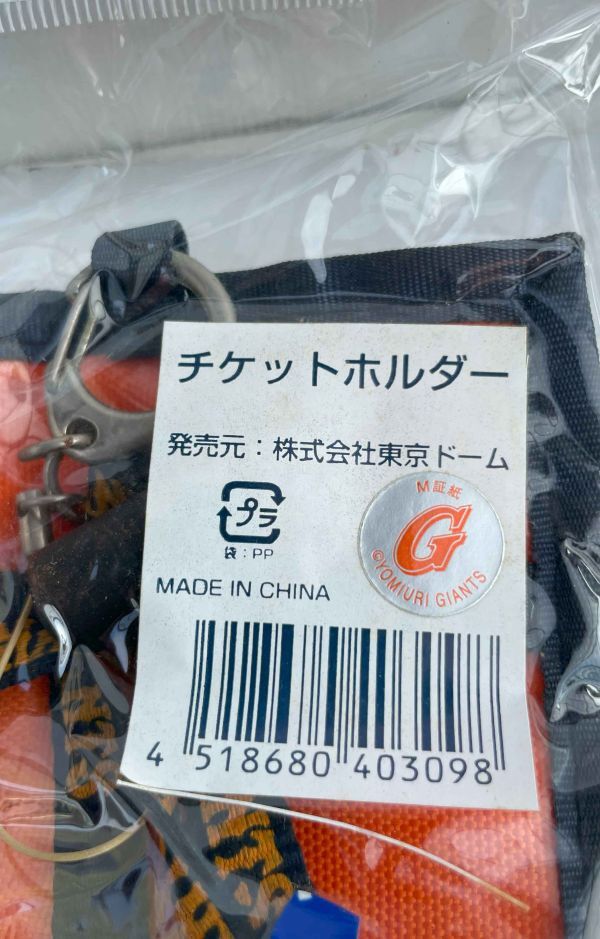 チケットホルダー
発売元：株式会社東京ドーム
プラ
袋：PP
M証紙
G
©YOMIURI GIANTS
MADE IN CHINA
4 518680 403098